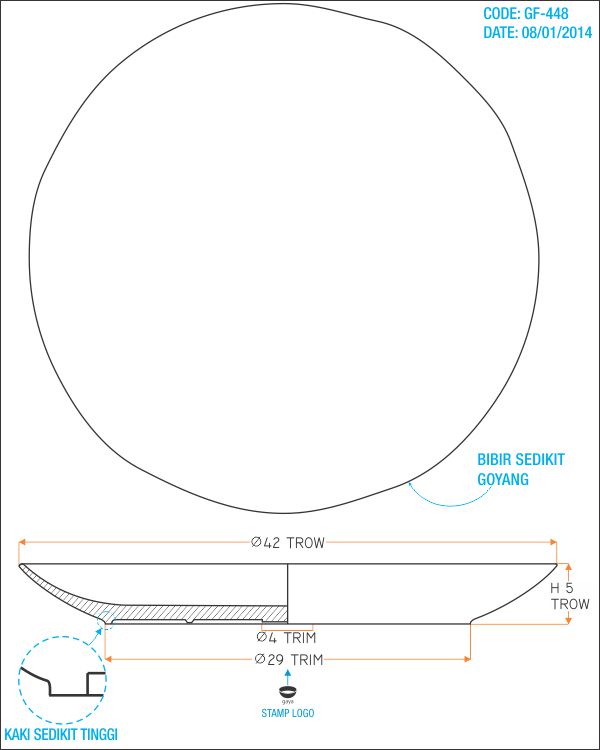 CODE: GF-448
DATE: 08/01/2014
BIBIR SEDIKIT
GOYANG
Ø42 TROW
H 5
TROW
Ø4 TRIM
Ø29 TRIM
gaya
STAMP LOGO
KAKI SEDIKIT TINGGI